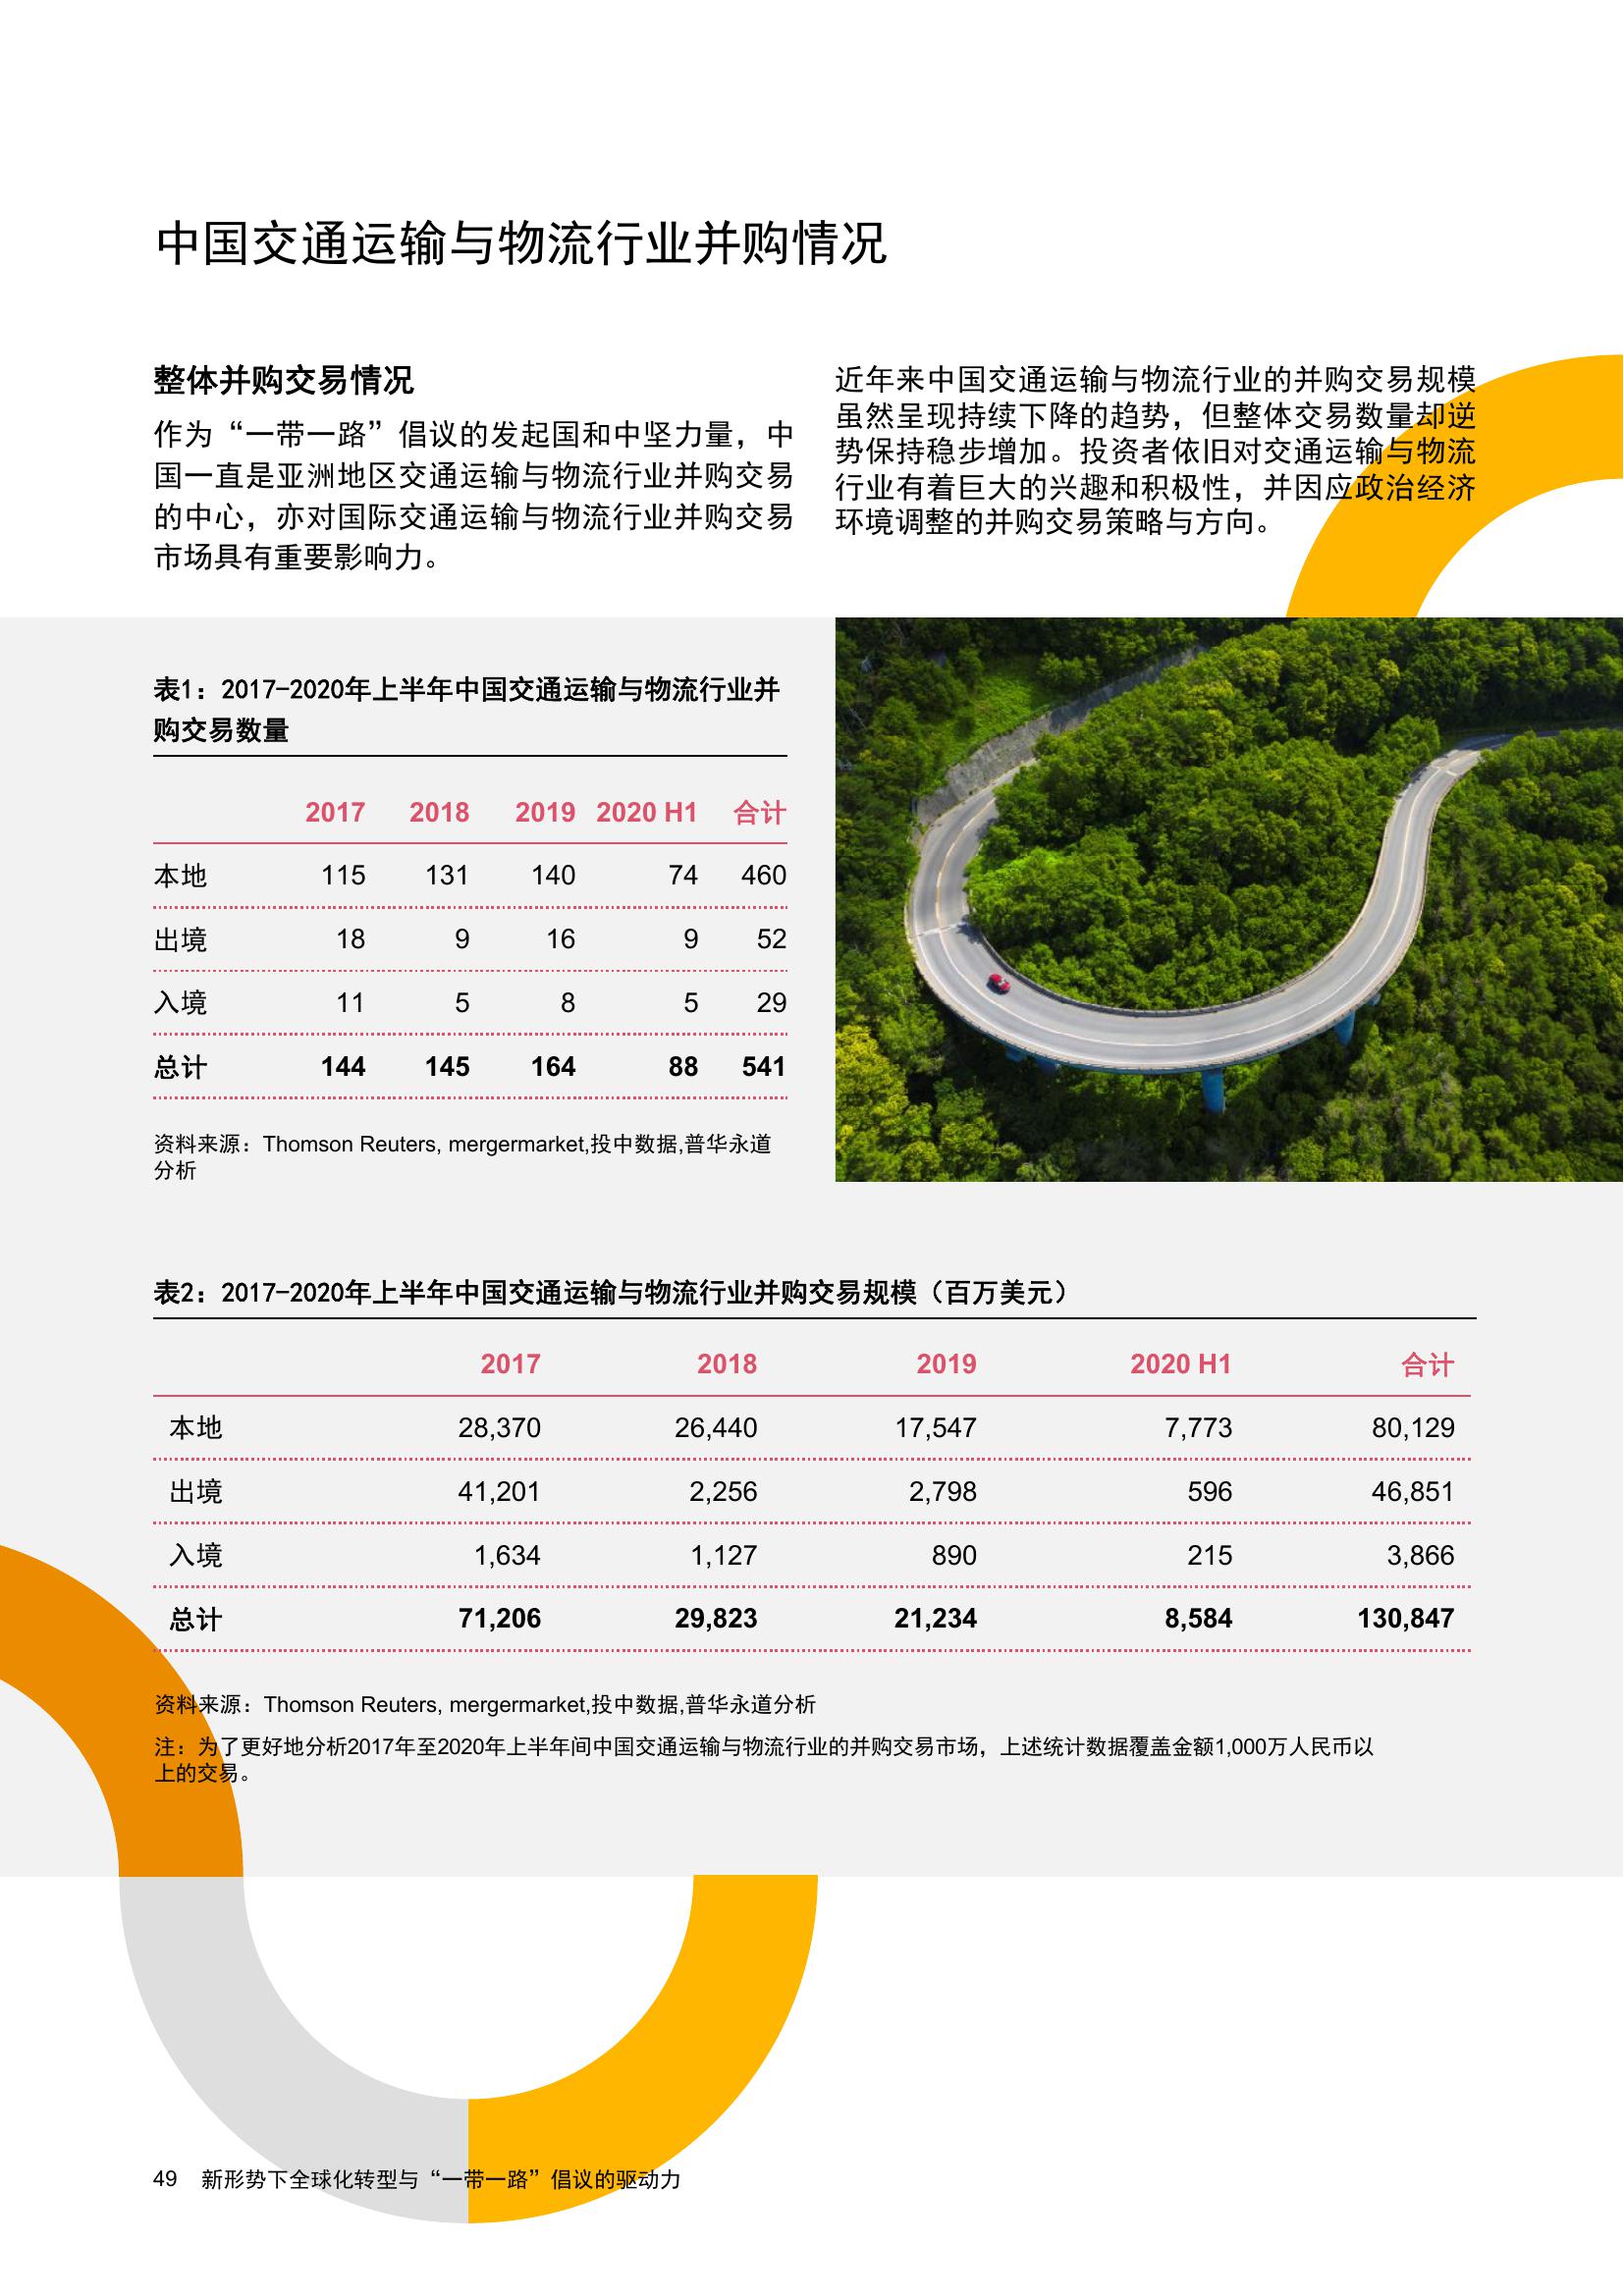 中国交通运输与物流行业并购情况
整体并购交易情况
作为“一带一路”倡议的发起国和中坚力量，中
国一直是亚洲地区交通运输与物流行业并购交易
的中心，亦对国际交通运输与物流行业并购交易
市场具有重要影响力。
近年来中国交通运输与物流行业的并购交易规模
虽然呈现持续下降的趋势，但整体交易数量却逆
势保持稳步增加。投资者依旧对交通运输与物流
行业有着巨大的兴趣和积极性，并因应政治经济
环境调整的并购交易策略与方向。
表1：2017-2020年上半年中国交通运输与物流行业并
购交易数量
2017 2018 2019 2020 H1 合计
本地 115 131 140 74 460
出境 18 9 16 9 52
入境 11 5 8 5 29
总计 144 145 164 88 541
资料来源：Thomson Reuters, mergermarket,投中数据,普华永道
分析
表2：2017-2020年上半年中国交通运输与物流行业并购交易规模（百万美元）
2017 2018 2019 2020 H1 合计
本地 28,370 26,440 17,547 7,773 80,129
出境 41,201 2,256 2,798 596 46,851
入境 1,634 1,127 890 215 3,866
总计 71,206 29,823 21,234 8,584 130,847
资料来源：Thomson Reuters, mergermarket,投中数据,普华永道分析
注：为了更好地分析2017年至2020年上半年间中国交通运输与物流行业的并购交易市场，上述统计数据覆盖金额1,000万人民币以
上的交易。
49 新形势下全球化转型与“一带一路”倡议的驱动力